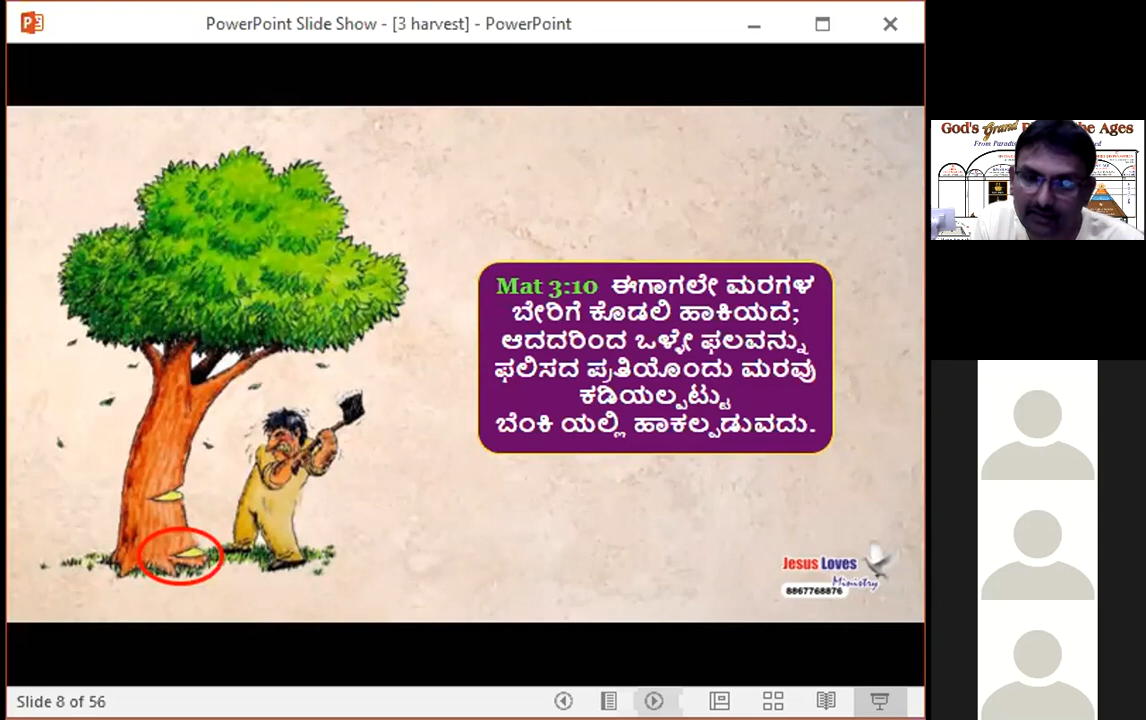 PowerPoint Slide Show - [3 harvest] - PowerPoint
God's Grand
the Ages
Mat 3:10 ಈಗಾಗಲೇ ಮರಗಳ
ಬೇರಿಗೆ ಕೊಡಲಿ ಹಾಕಿಯದೆ;
ಆದದರಿಂದ ಒಳ್ಳೇ ಫಲವನ್ನು
ಫಲಿಸದ ಪ್ರತಿಯೊಂದು ಮರವು
ಕಡಿಯಲ್ಪಟ್ಟು
ಬೆಂಕಿ ಯಲ್ಲಿ ಹಾಕಲ್ಪಡುವದು.
Jesus Loves
Ministry
8867768876
Slide 8 of 56